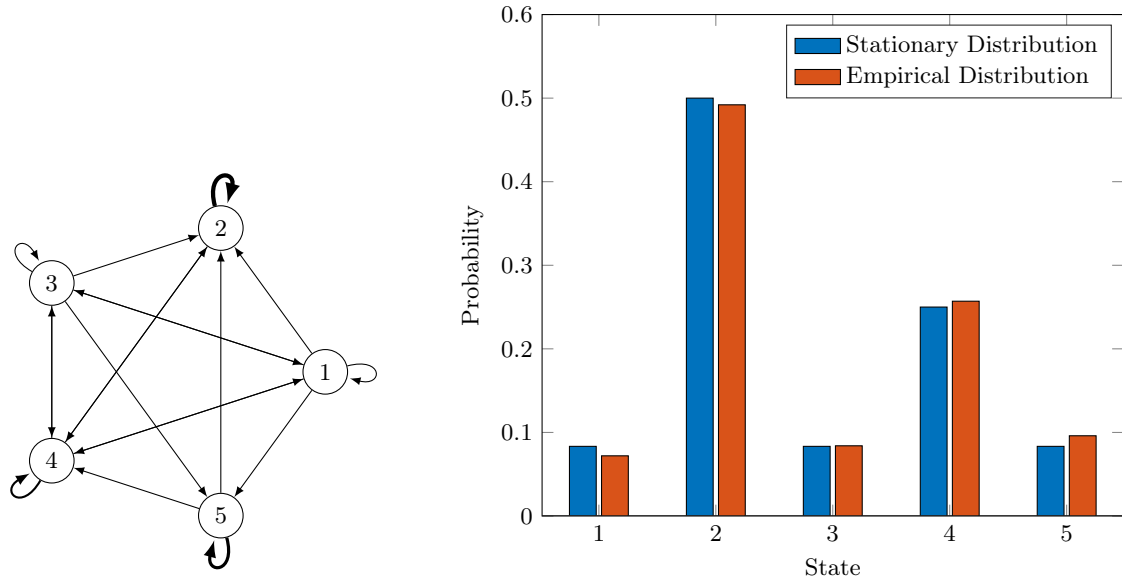 2
3
1
4
5
0.6
0.5
0.4
0.3
0.2
0.1
0
Probability
Stationary Distribution
Empirical Distribution
1 2 3 4 5
State